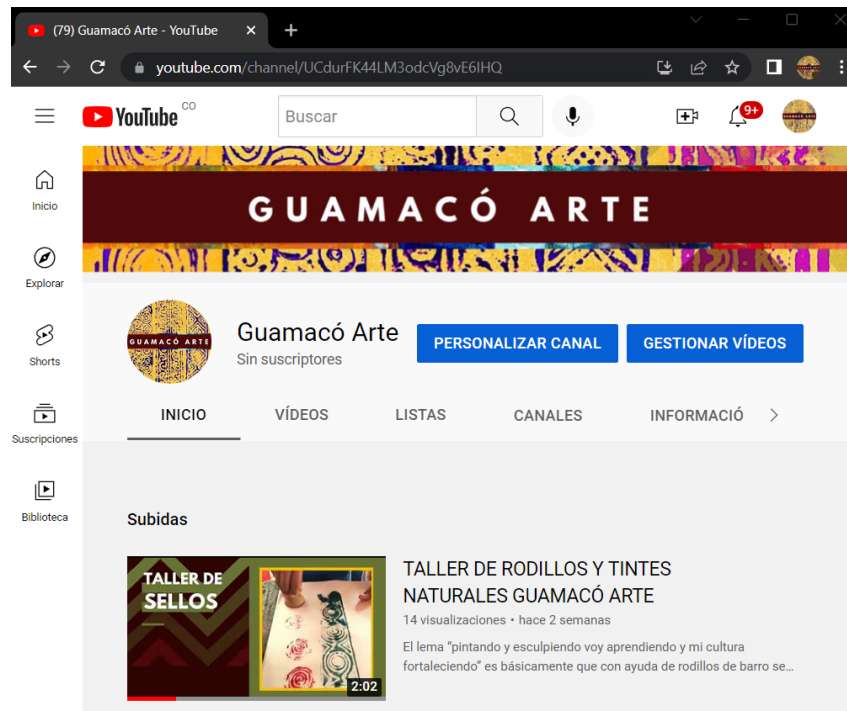 (79) Guamacó Arte - YouTube
youtube.com/channel/UCdurFK44LM3odcVg8vE6IHQ
YouTube CO
Buscar
9+
GUAMACÓ ARTE
Inicio
Explorar
Shorts
Suscripciones
Biblioteca
GUAMACÓ ARTE
Guamacó Arte
Sin suscriptores
PERSONALIZAR CANAL
GESTIONAR VÍDEOS
INICIO VÍDEOS LISTAS CANALES INFORMACIÓ
Subidas
TALLER DE
SELLOS
2:02
TALLER DE RODILLOS Y TINTES
NATURALES GUAMACÓ ARTE
14 visualizaciones • hace 2 semanas
El lema “pintando y esculpiendo voy aprendiendo y mi cultura
fortaleciendo” es básicamente que con ayuda de rodillos de barro se…